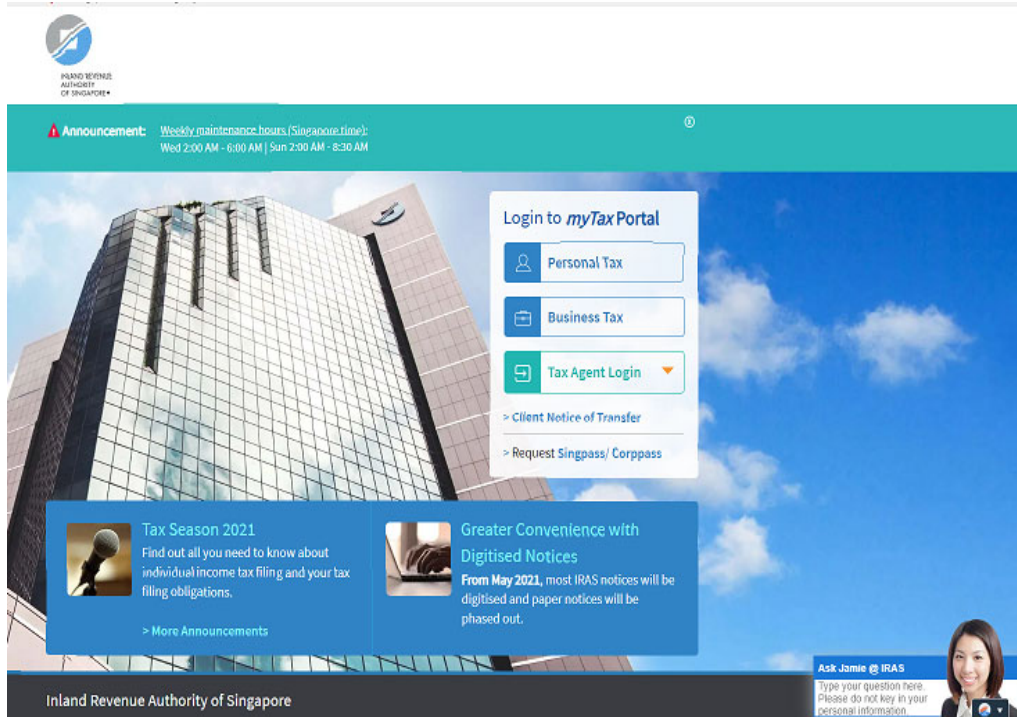 INLAND REVENUE
AUTHORITY
OF SINGAPORE
Announcement:
Weekly maintenance hours (Singapore time):
Wed 2:00 AM - 6:00 AM | Sun 2:00 AM - 8:30 AM
Login to myTax Portal
Personal Tax
Business Tax
Tax Agent Login
> Client Notice of Transfer
> Request Singpass/ Corppass
Tax Season 2021
Find out all you need to know about
individual income tax filing and your tax
filing obligations.
> More Announcements
Greater Convenience with
Digitised Notices
From May 2021, most IRAS notices will be
digitised and paper notices will be
phased out.
Ask Jamie @ IRAS
Type your question here.
Please do not key in your
personal information.
Inland Revenue Authority of Singapore